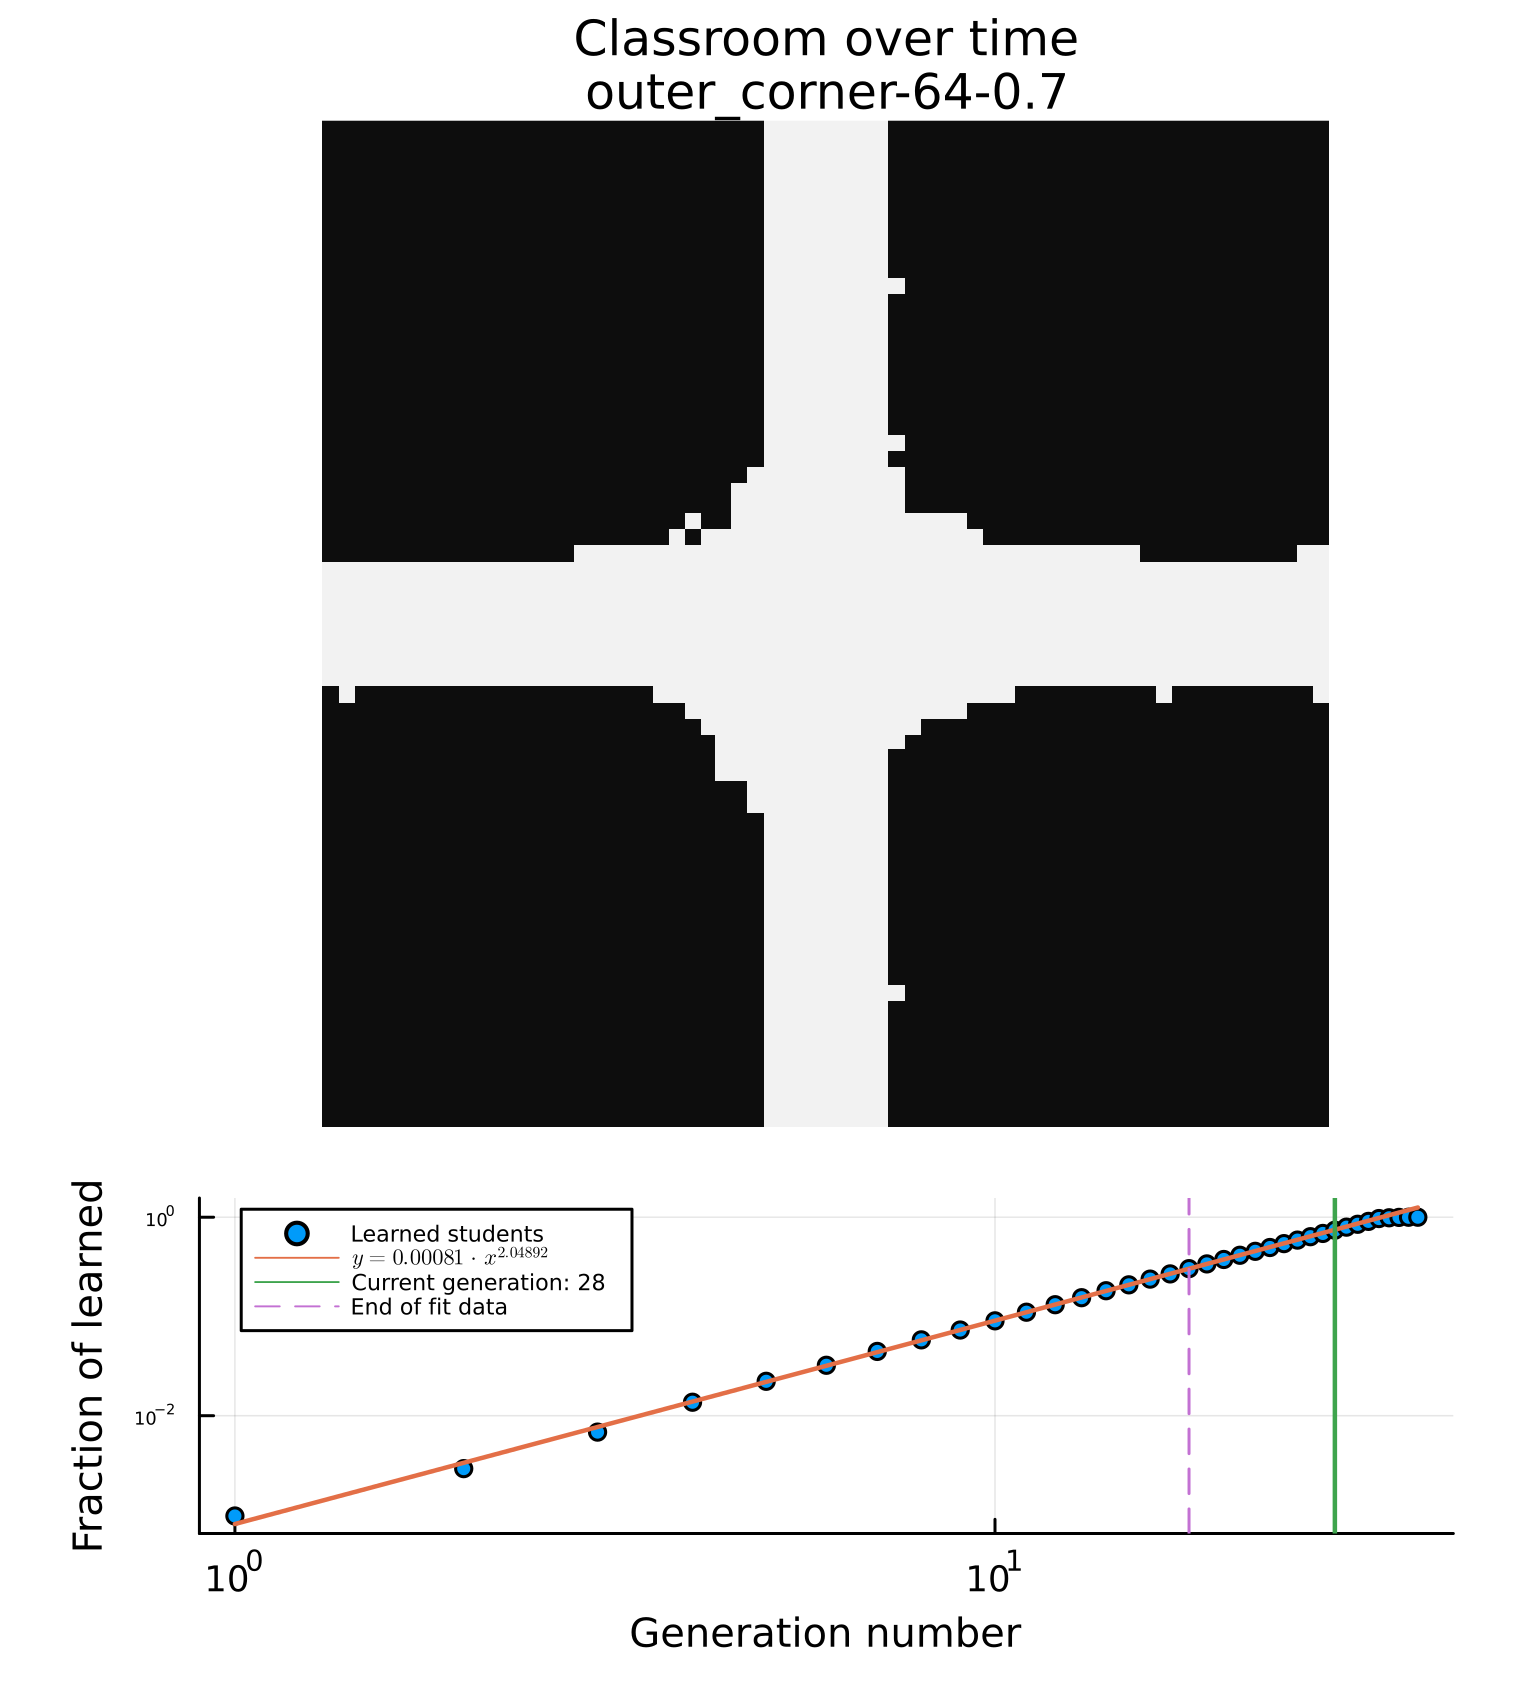 Classroom over time
outer_corner-64-0.7
Fraction of learned
10^0
10^−2
Learned students
y = 0.00081 · x^2.04892
Current generation: 28
End of fit data
10^0
10^1
Generation number